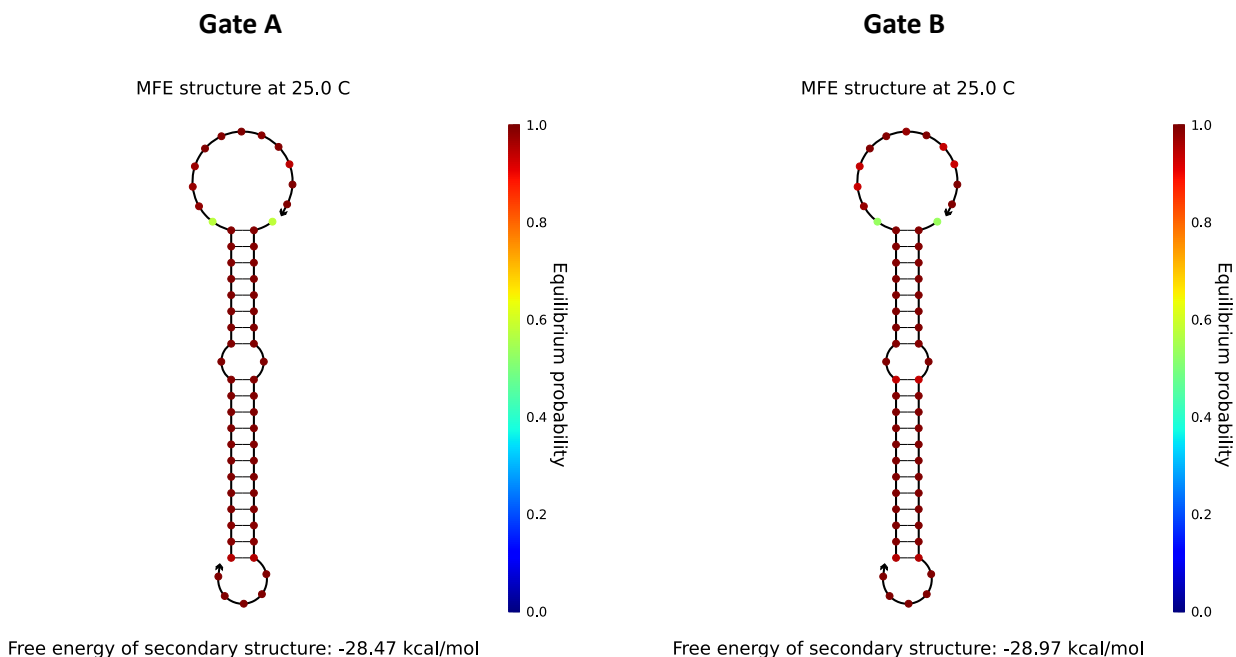 Gate A
MFE structure at 25.0 C
1.0
0.8
0.6
0.4
0.2
0.0
Equilibrium probability
Free energy of secondary structure: -28.47 kcal/mol
Gate B
MFE structure at 25.0 C
1.0
0.8
0.6
0.4
0.2
0.0
Equilibrium probability
Free energy of secondary structure: -28.97 kcal/mol